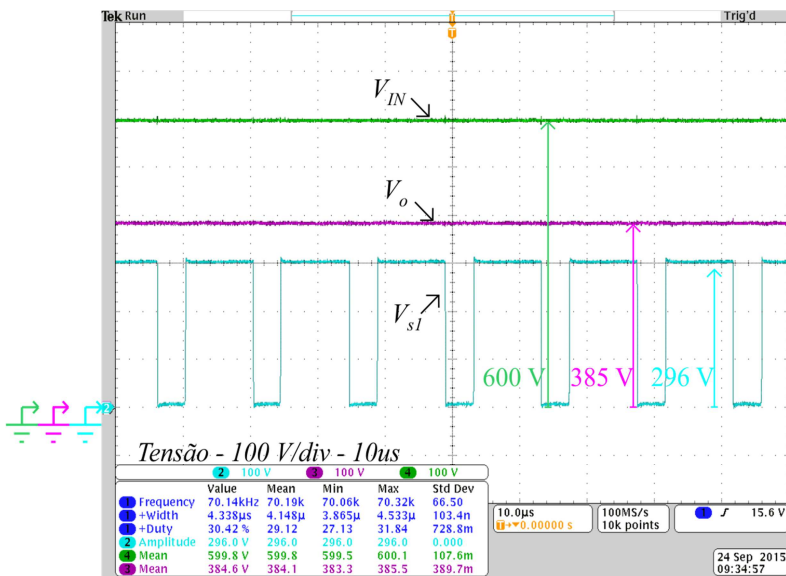 Tek Run
Trig'd
T
T
V_IN
V_o
V_s1
600 V
385 V
296 V
2
Tensão - 100 V/div - 10us
2 100 V
3 100 V
4 100 V
Value Mean Min Max Std Dev
1 Frequency 70.14kHz 70.19k 70.06k 70.32k 66.50
1 +Width 4.338µs 4.148µ 3.865µ 4.533µ 103.4n
1 +Duty 30.42 % 29.12 27.13 31.84 728.8m
2 Amplitude 296.0 V 296.0 296.0 296.0 0.000
4 Mean 599.8 V 599.8 599.5 600.1 107.6m
3 Mean 384.6 V 384.1 383.3 385.5 389.7m
10.0µs
T→▼0.00000 s
100MS/s
10k points
1 ƒ 15.6 V
24 Sep 2015
09:34:57